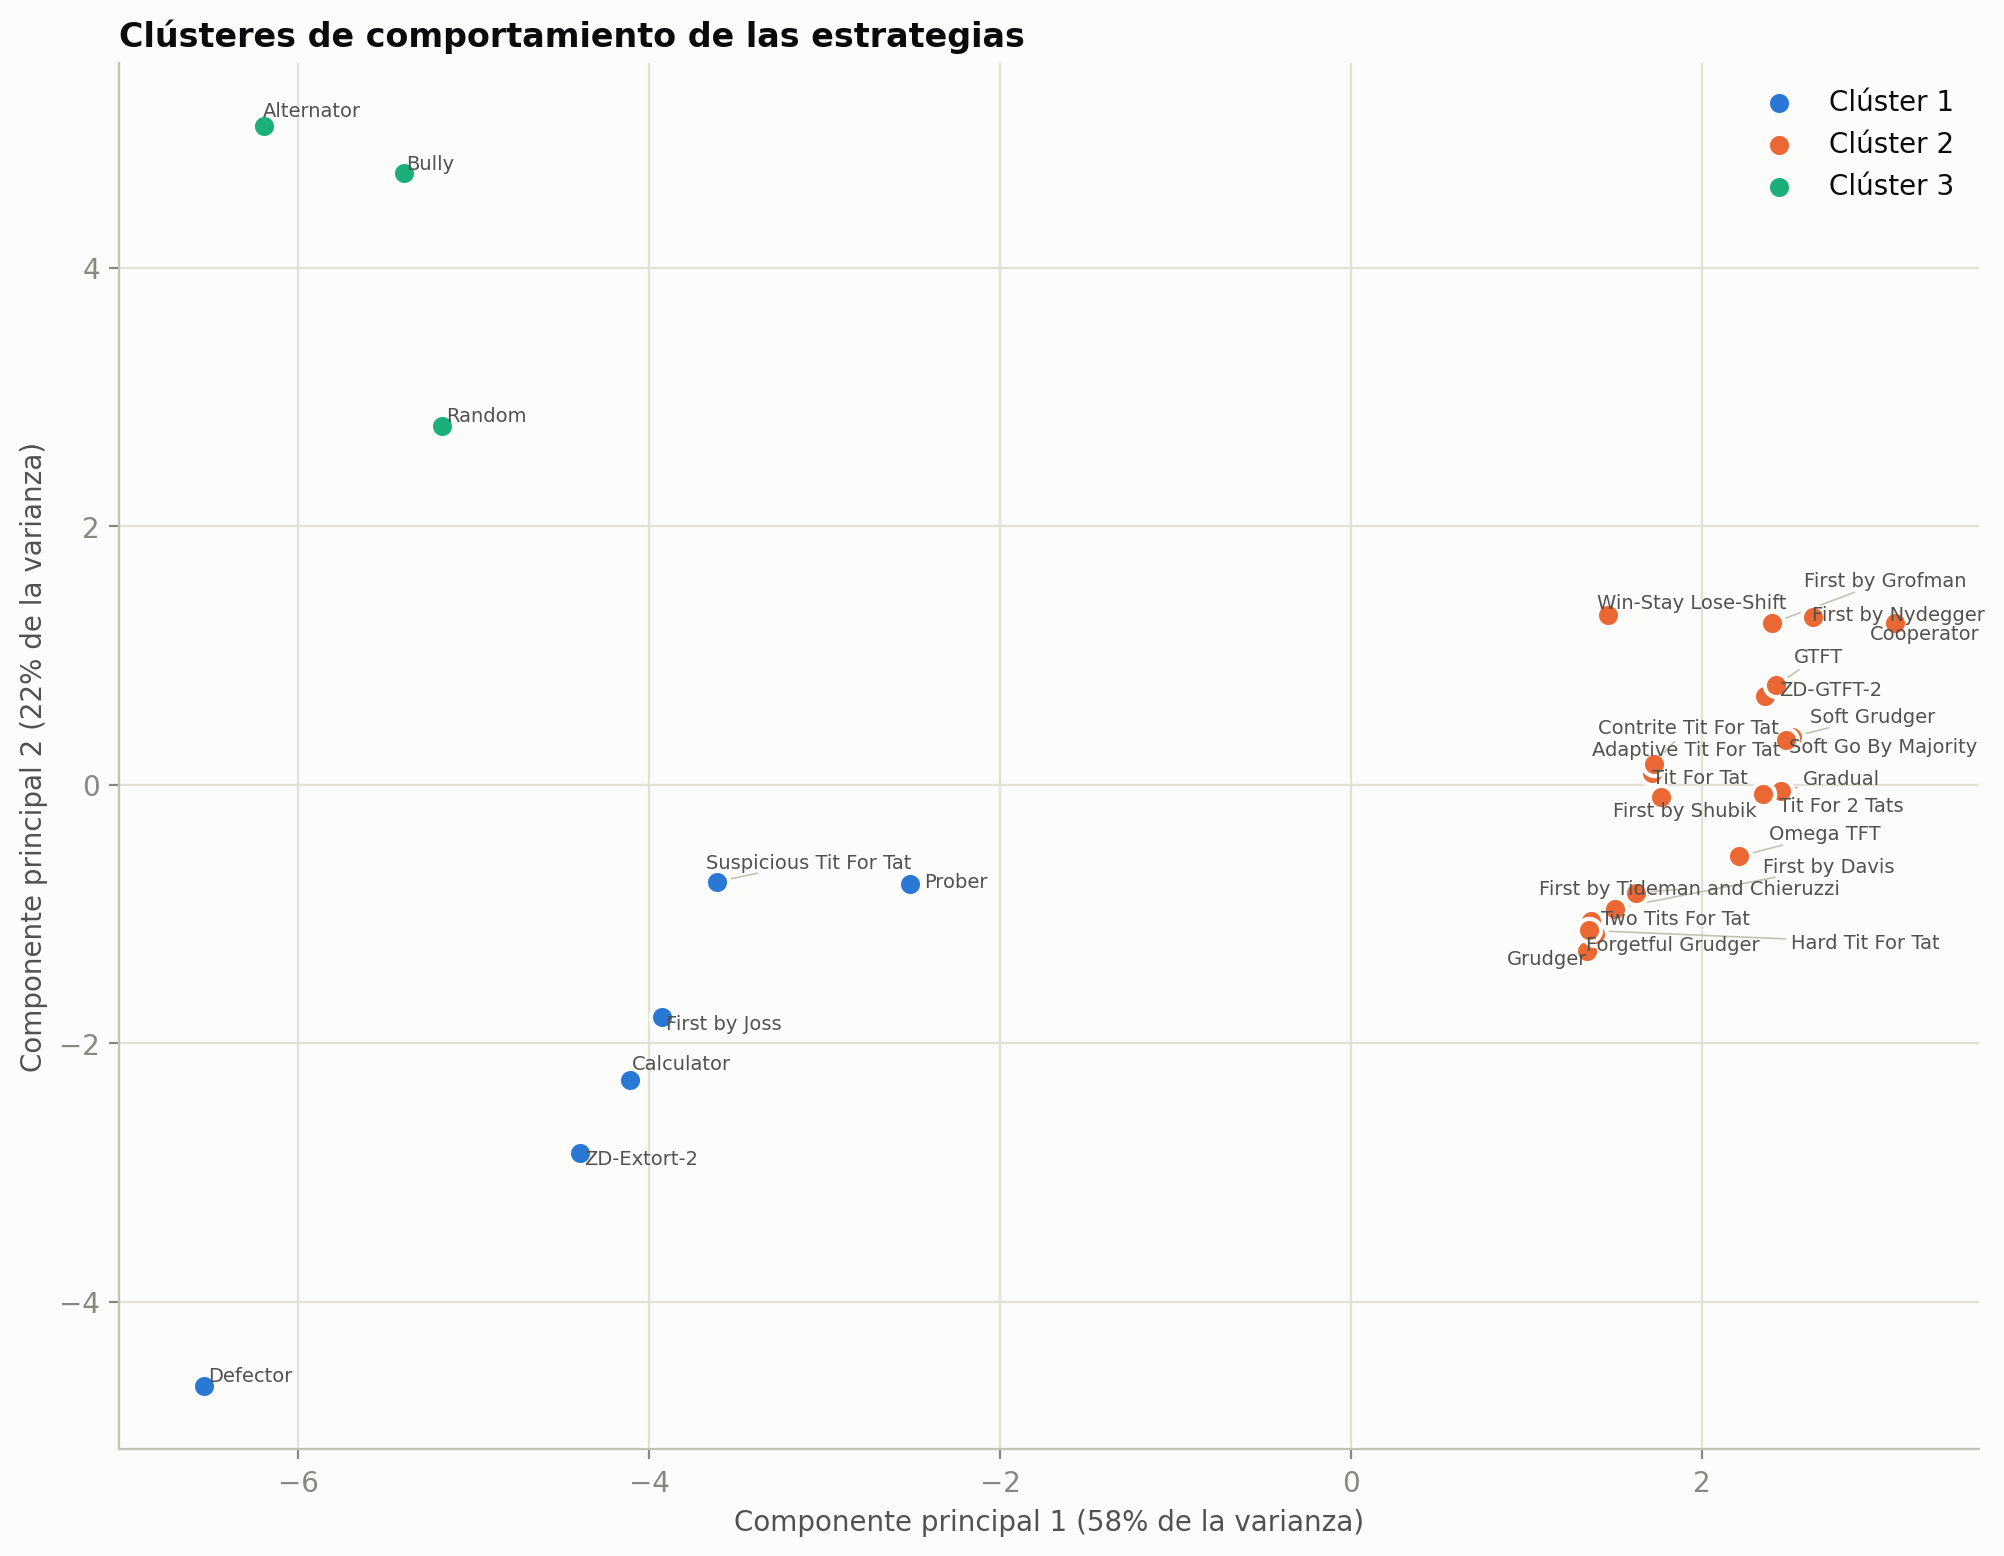 Clústeres de comportamiento de las estrategias
Alternator
Bully
Random
Clúster 1
Clúster 2
Clúster 3
First by Grofman
Win-Stay Lose-Shift
First by Nydegger
Cooperator
GTFT
ZD-GTFT-2
Soft Grudger
Contrite Tit For Tat
Soft Go By Majority
Adaptive Tit For Tat
Tit For Tat
Gradual
First by Shubik
Tit For 2 Tats
Omega TFT
First by Davis
First by Tideman and Chieruzzi
Two Tits For Tat
Hard Tit For Tat
Forgetful Grudger
Grudger
Suspicious Tit For Tat
Prober
First by Joss
Calculator
ZD-Extort-2
Defector
4
2
0
−2
−4
−6
−4
−2
0
2
Componente principal 1 (58% de la varianza)
Componente principal 2 (22% de la varianza)